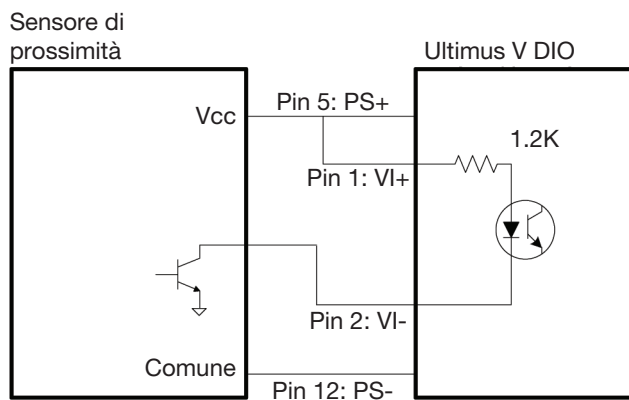 Sensore di
prossimità
Ultimus V DIO
Vcc
Pin 5: PS+
1.2K
Pin 1: VI+
Pin 2: VI-
Comune
Pin 12: PS-